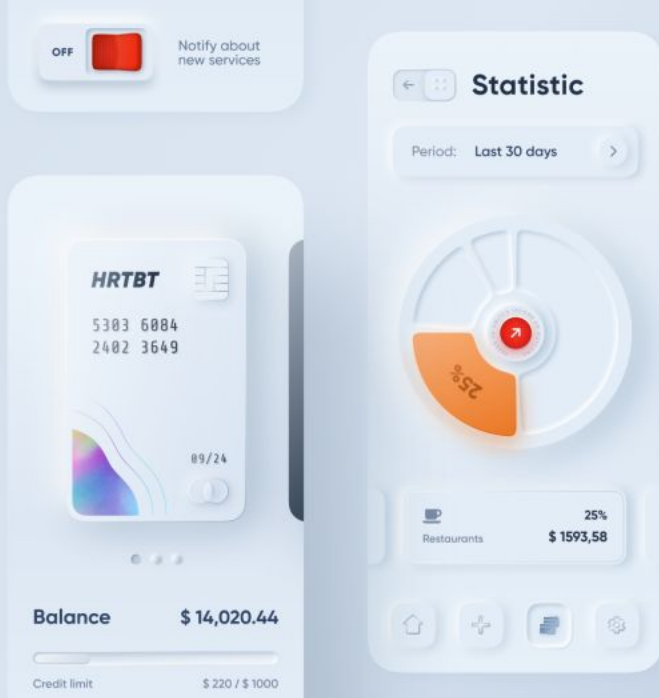 OFF
Notify about
new services
HRTBT
5303 6084
2402 3649
09/24
Balance
$ 14,020.44
Credit limit
$ 220 / $ 1000
Statistic
Period: Last 30 days
25%
25%
Restaurants
$ 1593,58